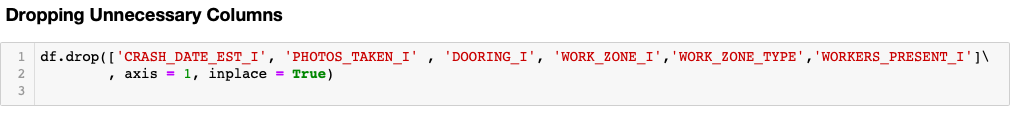 Dropping Unnecessary Columns
1 df.drop(['CRASH_DATE_EST_I', 'PHOTOS_TAKEN_I' , 'DOORING_I', 'WORK_ZONE_I','WORK_ZONE_TYPE','WORKERS_PRESENT_I']\
2 , axis = 1, inplace = True)
3